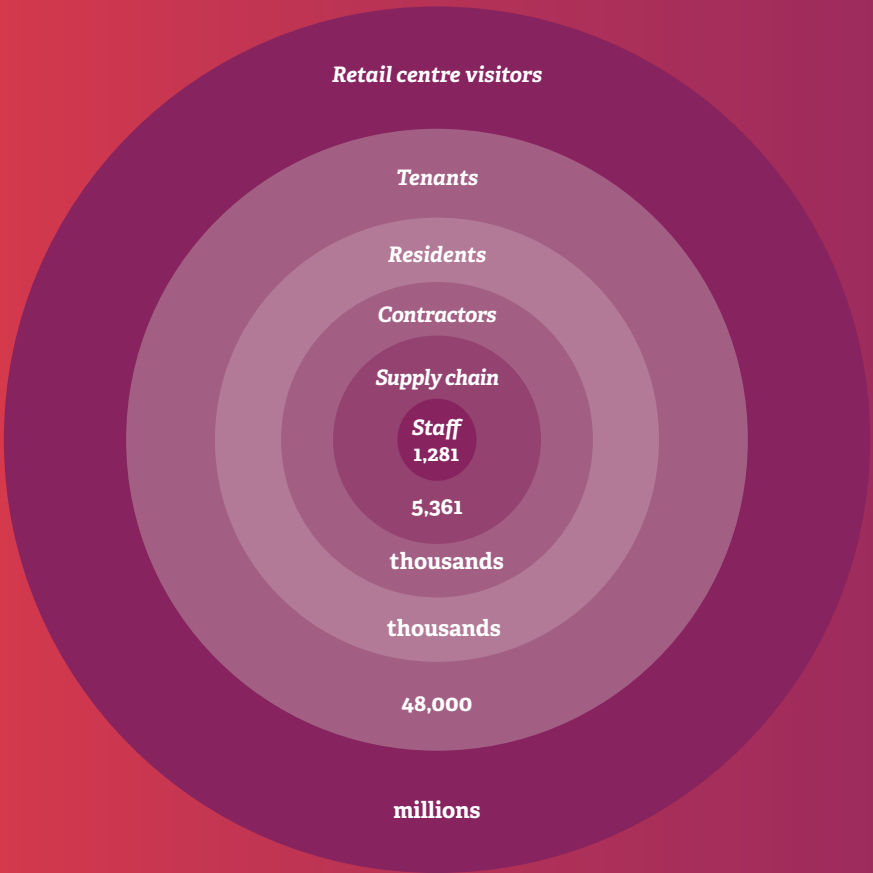 Retail centre visitors
Tenants
Residents
Contractors
Supply chain
Staff
1,281
5,361
thousands
thousands
48,000
millions